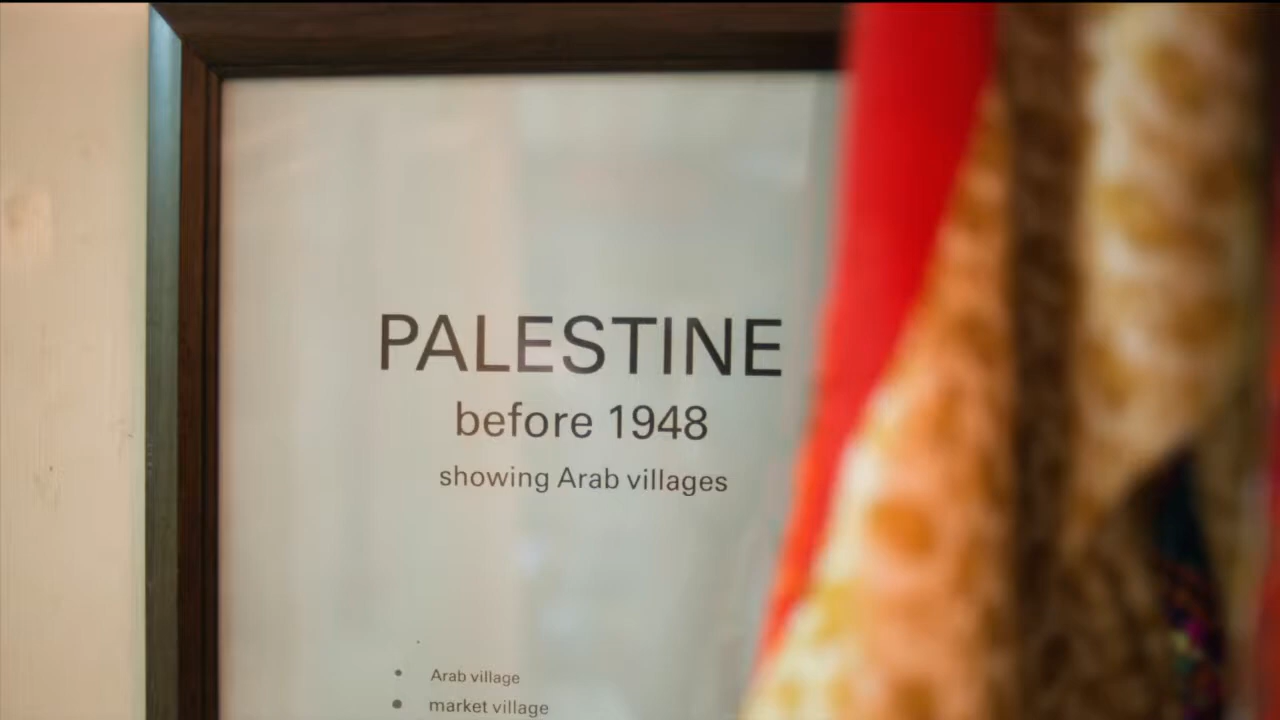 PALESTINE
before 1948
showing Arab villages
Arab village
market village